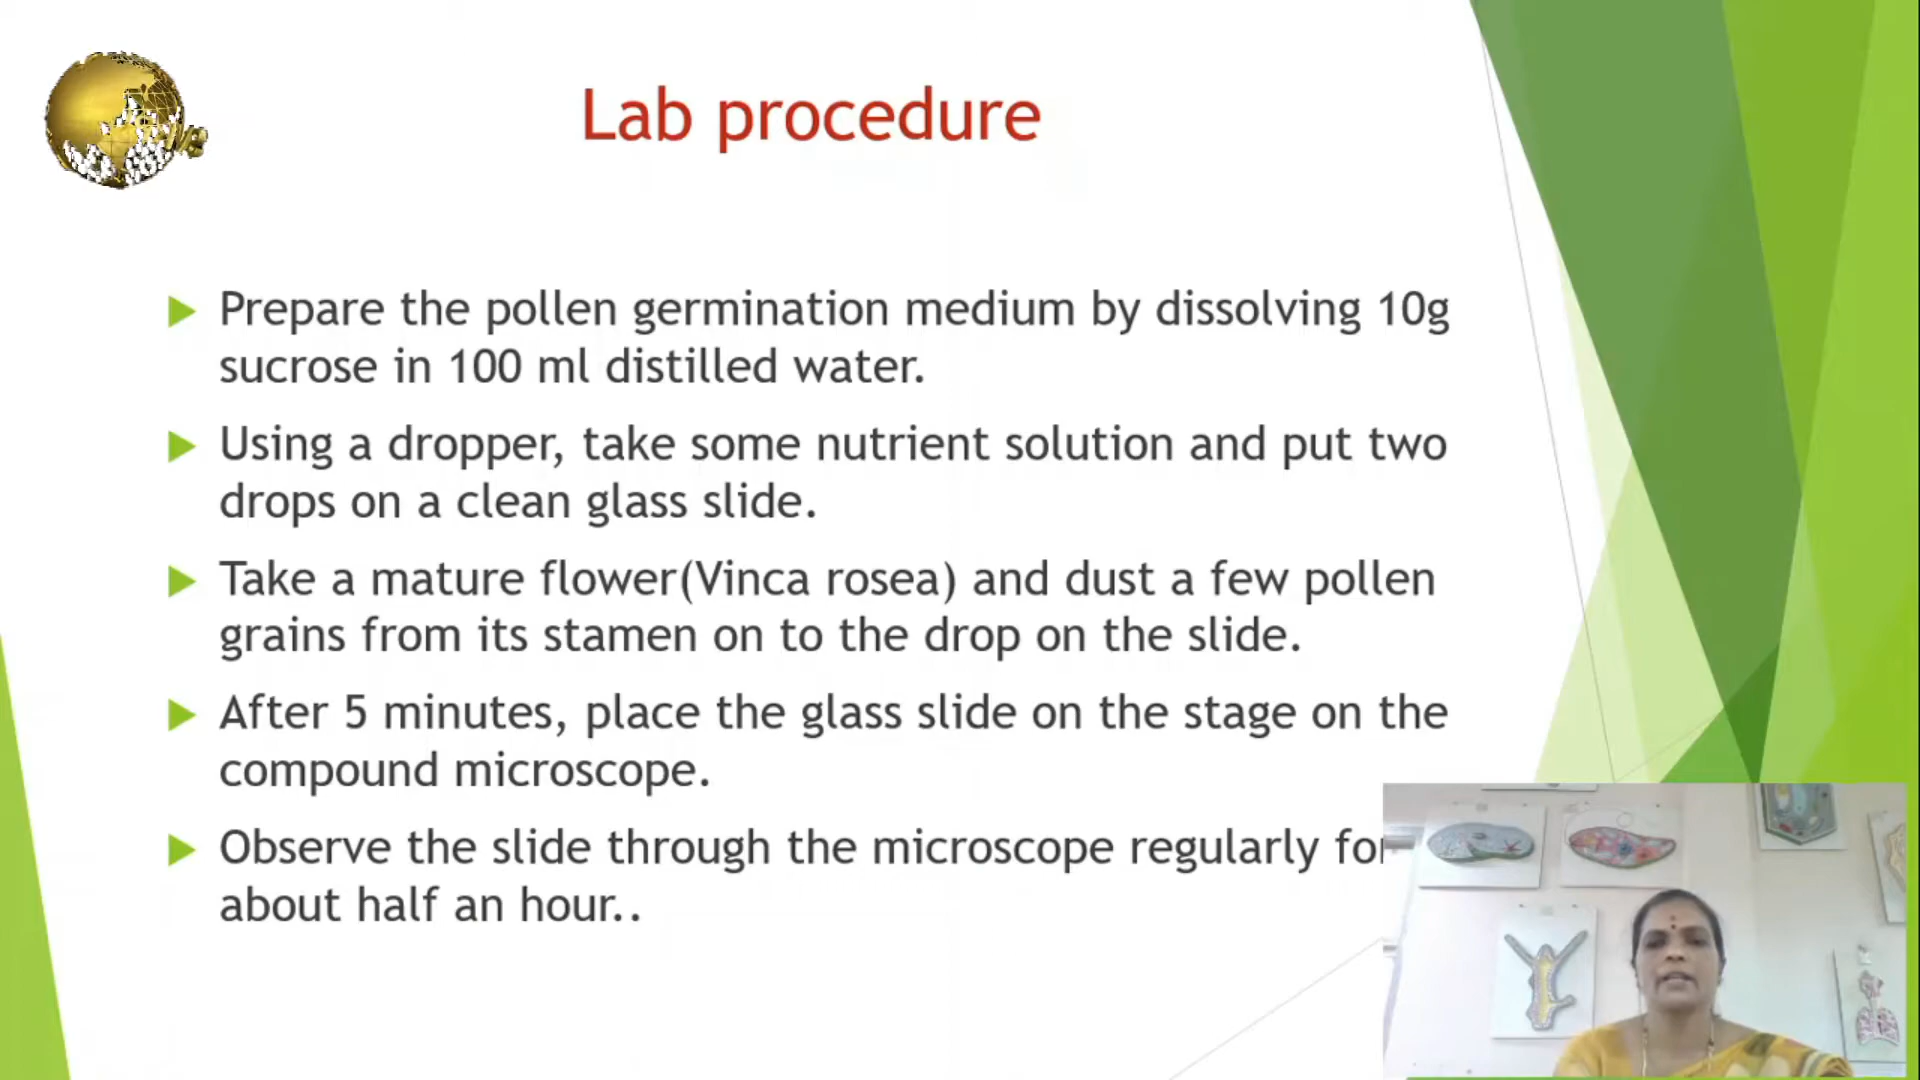 Lab procedure
Prepare the pollen germination medium by dissolving 10g
sucrose in 100 ml distilled water.
Using a dropper, take some nutrient solution and put two
drops on a clean glass slide.
Take a mature flower(Vinca rosea) and dust a few pollen
grains from its stamen on to the drop on the slide.
After 5 minutes, place the glass slide on the stage on the
compound microscope.
Observe the slide through the microscope regularly for
about half an hour..